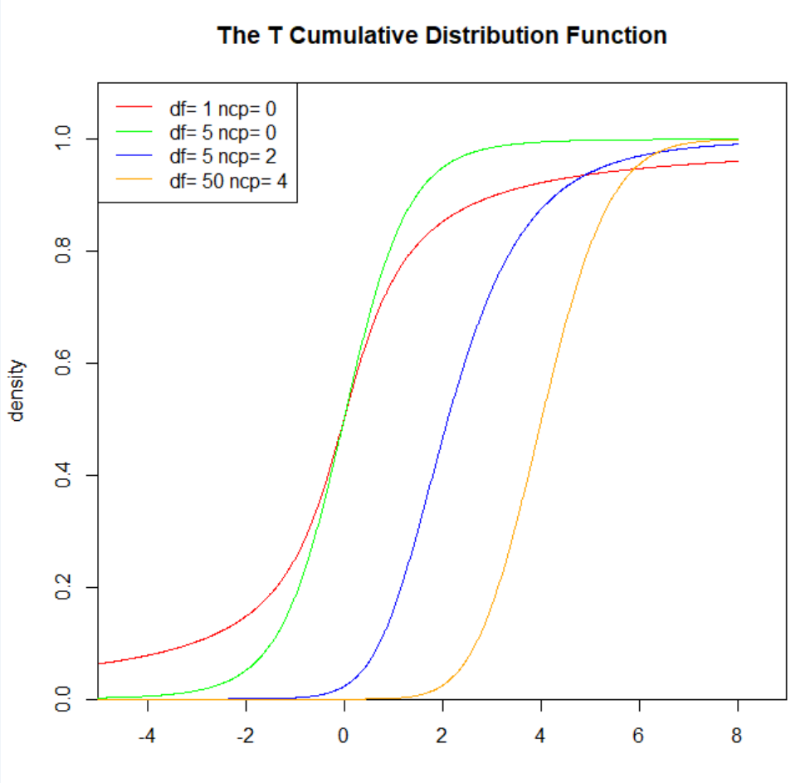 The T Cumulative Distribution Function
df= 1 ncp= 0
df= 5 ncp= 0
df= 5 ncp= 2
df= 50 ncp= 4
density
1.0
0.8
0.6
0.4
0.2
0.0
-4 -2 0 2 4 6 8